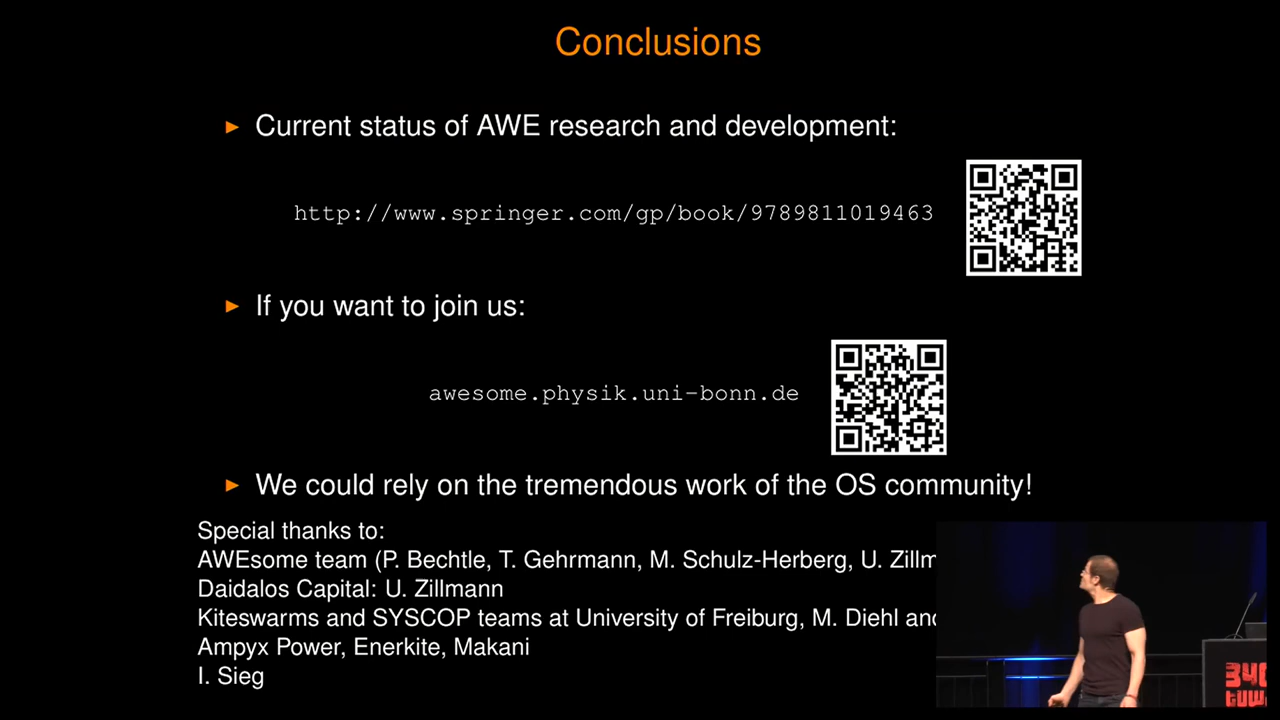 Conclusions
► Current status of AWE research and development:
http://www.springer.com/gp/book/9789811019463
► If you want to join us:
awesome.physik.uni-bonn.de
► We could rely on the tremendous work of the OS community!
Special thanks to:
AWEsome team (P. Bechtle, T. Gehrmann, M. Schulz-Herberg, U. Zillm
Daidalos Capital: U. Zillmann
Kiteswarms and SYSCOP teams at University of Freiburg, M. Diehl and
Ampyx Power, Enerkite, Makani
I. Sieg
34C
tuw